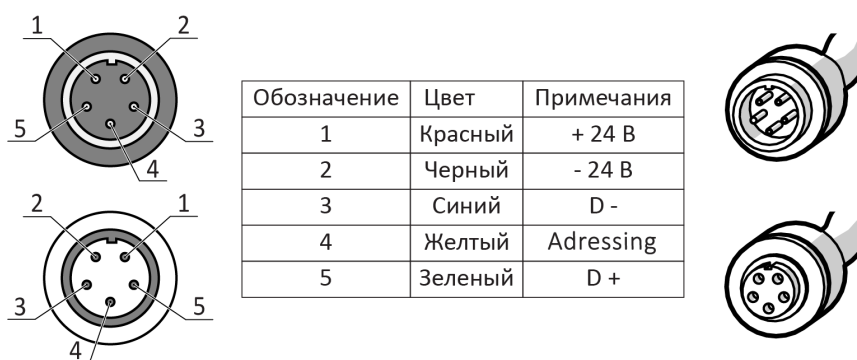 1 2
5 3
4
2 1
3 5
4
Обозначение Цвет Примечания
1 Красный + 24 В
2 Черный - 24 В
3 Синий D -
4 Желтый Adressing
5 Зеленый D +